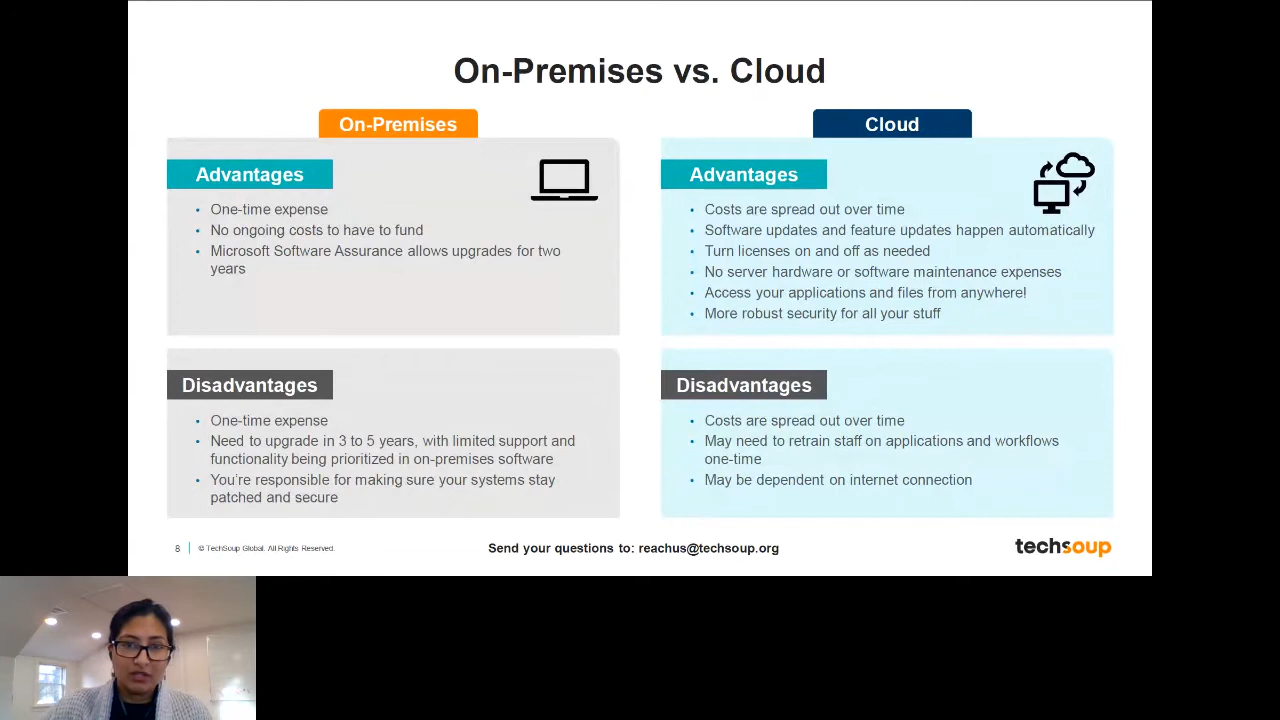 On-Premises vs. Cloud
On-Premises
Advantages
• One-time expense
• No ongoing costs to have to fund
• Microsoft Software Assurance allows upgrades for two
years
Disadvantages
• One-time expense
• Need to upgrade in 3 to 5 years, with limited support and
functionality being prioritized in on-premises software
• You're responsible for making sure your systems stay
patched and secure
Cloud
Advantages
• Costs are spread out over time
• Software updates and feature updates happen automatically
• Turn licenses on and off as needed
• No server hardware or software maintenance expenses
• Access your applications and files from anywhere!
• More robust security for all your stuff
Disadvantages
• Costs are spread out over time
• May need to retrain staff on applications and workflows
one-time
• May be dependent on internet connection
8 | © TechSoup Global. All Rights Reserved.
Send your questions to: reachus@techsoup.org
techsoup